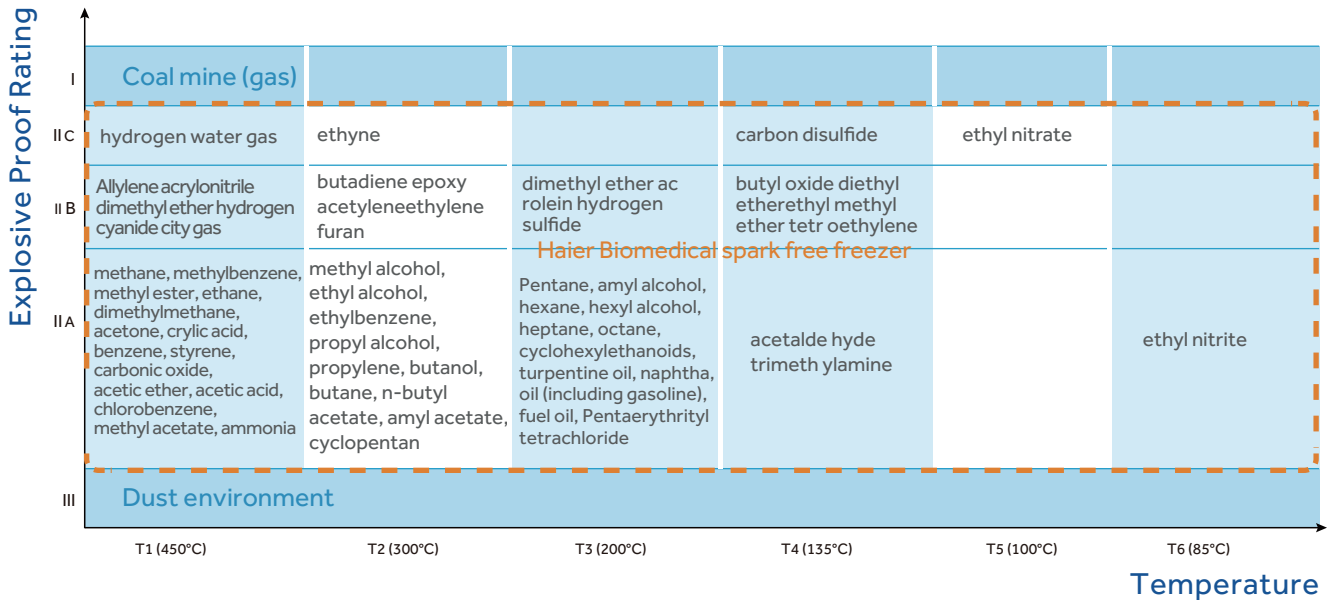 Explosive Proof Rating
I
Coal mine (gas)
II C
hydrogen water gas
ethyne
carbon disulfide
ethyl nitrate
II B
Allylene acrylonitrile
dimethyl ether hydrogen
cyanide city gas
butadiene epoxy
acetyleneethylene
furan
dimethyl ether ac
rolein hydrogen
sulfide
butyl oxide diethyl
etherethyl methyl
ether tetr oethylene
Haier Biomedical spark free freezer
II A
methane, methylbenzene,
methyl ester, ethane,
dimethylmethane,
acetone, crylic acid,
benzene, styrene,
carbonic oxide,
acetic ether, acetic acid,
chlorobenzene,
methyl acetate, ammonia
methyl alcohol,
ethyl alcohol,
ethylbenzene,
propyl alcohol,
propylene, butanol,
butane, n-butyl
acetate, amyl acetate,
cyclopentan
Pentane, amyl alcohol,
hexane, hexyl alcohol,
heptane, octane,
cyclohexylethanoids,
turpentine oil, naphtha,
oil (including gasoline),
fuel oil, Pentaerythrityl
tetrachloride
acetalde hyde
trimeth ylamine
ethyl nitrite
III
Dust environment
T1 (450°C)
T2 (300°C)
T3 (200°C)
T4 (135°C)
T5 (100°C)
T6 (85°C)
Temperature